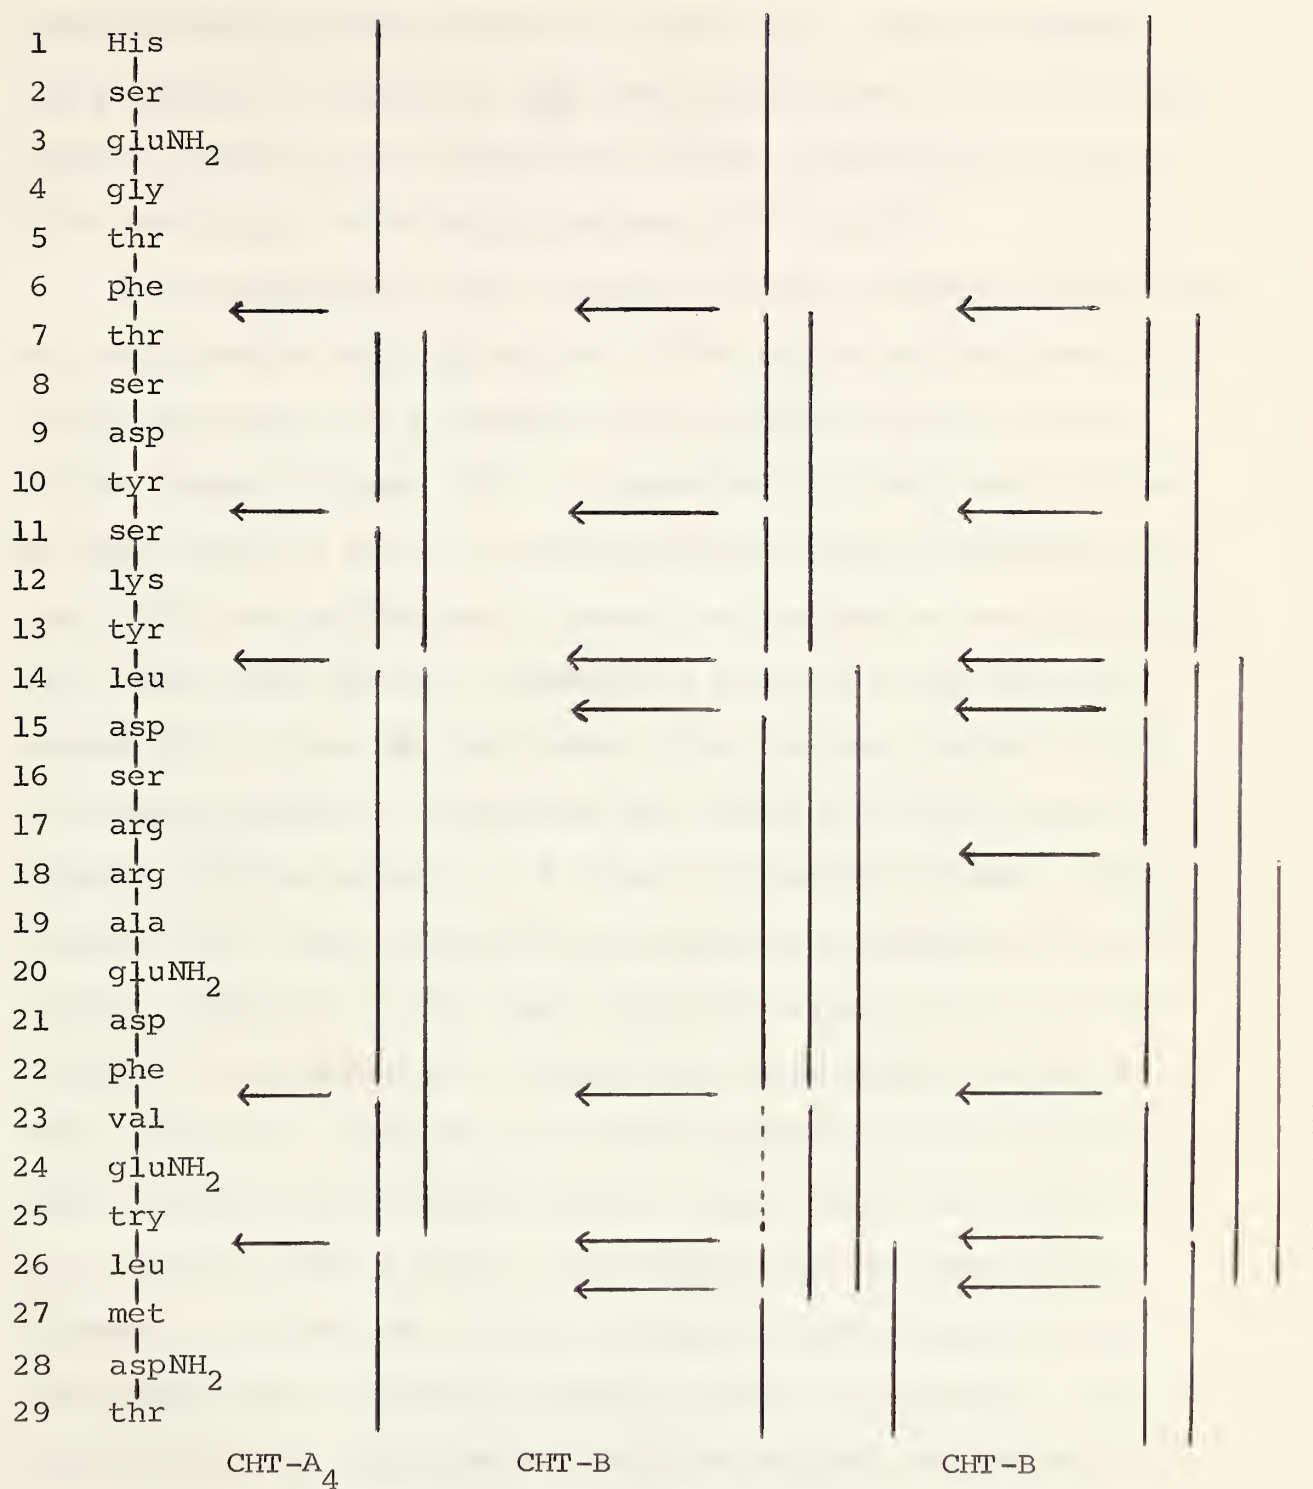 1 His
2 ser
3 gluNH2
4 gly
5 thr
6 phe
7 thr
8 ser
9 asp
10 tyr
11 ser
12 lys
13 tyr
14 leu
15 asp
16 ser
17 arg
18 arg
19 ala
20 gluNH2
21 asp
22 phe
23 val
24 gluNH2
25 try
26 leu
27 met
28 aspNH2
29 thr
CHT-A4 CHT-B CHT-B